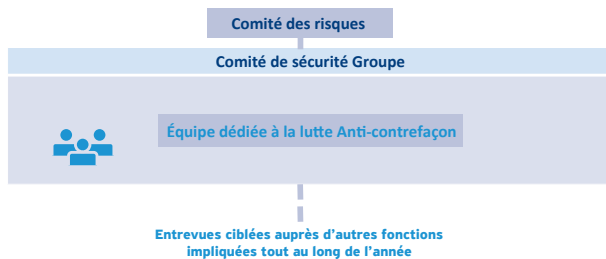 Comité des risques
Comité de sécurité Groupe
Équipe dédiée à la lutte Anti-contrefaçon
Entrevues ciblées auprès d'autres fonctions
impliquées tout au long de l'année